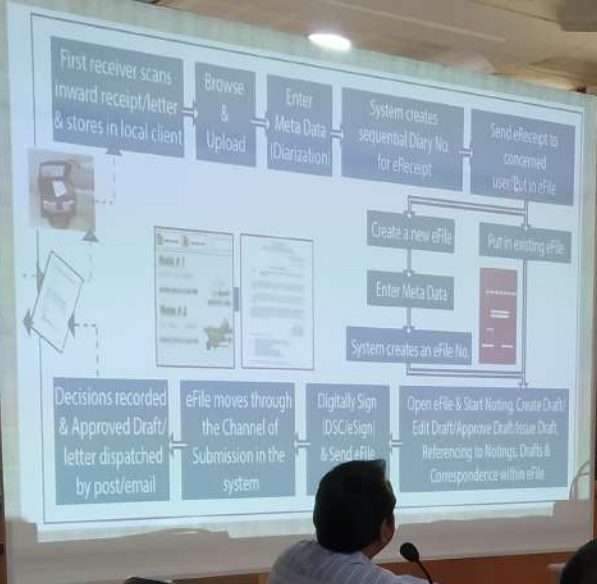 First receiver scans
inward receipt/letter
& stores in local client
Browse
&
Upload
Enter
Meta Data
(Diarization)
System creates
sequential Diary No.
for eReceipt
Send eReceipt to
concerned
user/Put in eFile
Create a new eFile
Put in existing eFile
Enter Meta Data
System creates an eFile No.
Note # 1
Note # 2
Decisions recorded
& Approved Draft/
letter dispatched
by post/email
eFile moves through
the Channel of
Submission in the
system
Digitally Sign
(DSC/eSign)
& Send eFile
Open eFile & Start Noting, Create Draft/
Edit Draft/Approve Draft/Issue Draft,
Referencing to Notings, Drafts &
Correspondence within eFile